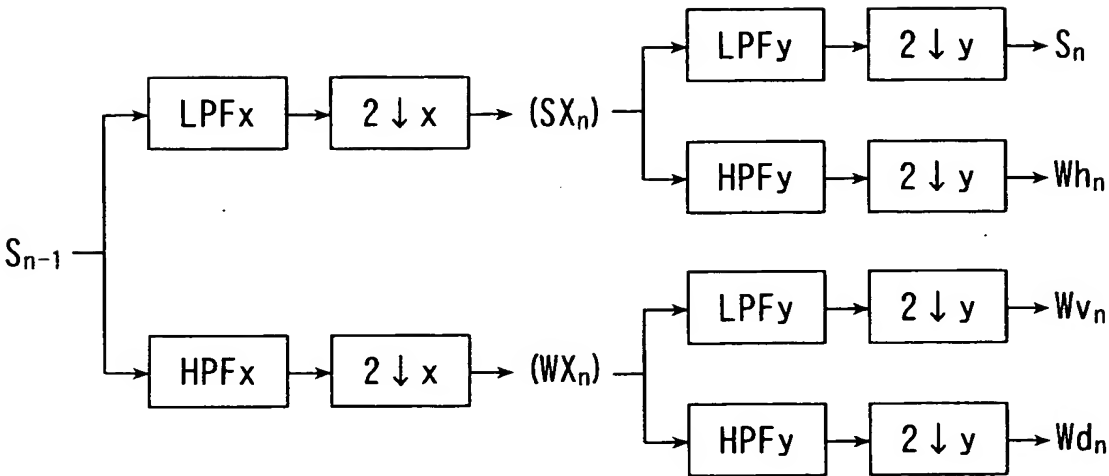 LPFy 2↓y Sₙ
LPFx 2↓x (SXₙ)
HPFy 2↓y Whₙ
Sₙ₋₁
LPFy 2↓y Wvₙ
HPFx 2↓x (WXₙ)
HPFy 2↓y Wdₙ